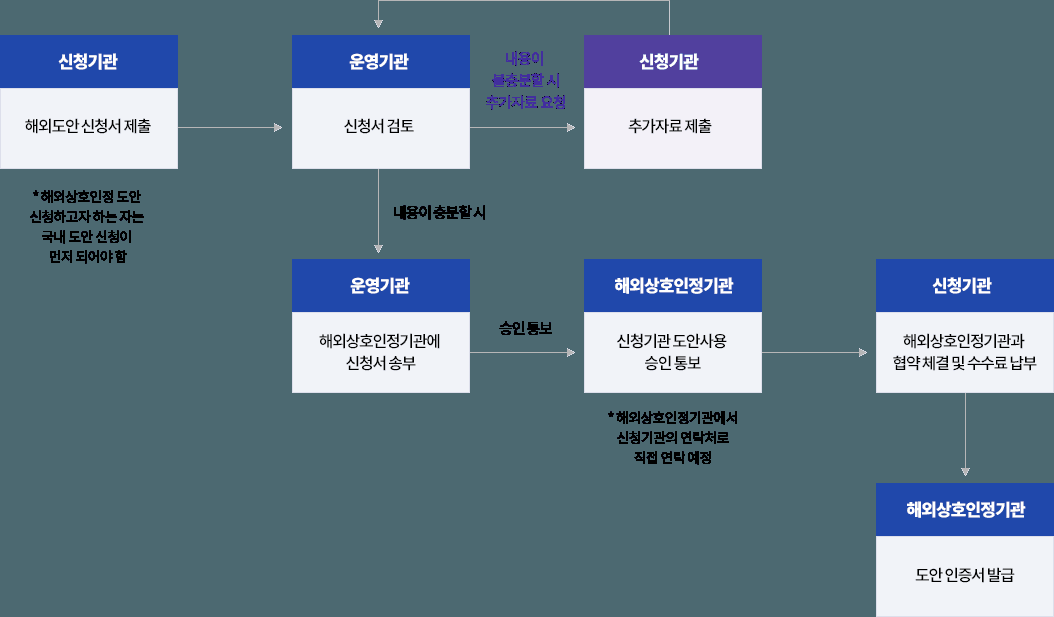 신청기관
해외도안 신청서 제출
* 해외상호인정 도안
신청하고자 하는 자는
국내 도안 신청이
먼저 되어야 함
운영기관
신청서 검토
내용이
불충분할 시
추가자료 요청
신청기관
추가자료 제출
내용이 충분할 시
운영기관
해외상호인정기관에
신청서 송부
승인 통보
해외상호인정기관
신청기관 도안사용
승인 통보
* 해외상호인정기관에서
신청기관의 연락처로
직접 연락 예정
신청기관
해외상호인정기관과
협약 체결 및 수수료 납부
해외상호인정기관
도안 인증서 발급